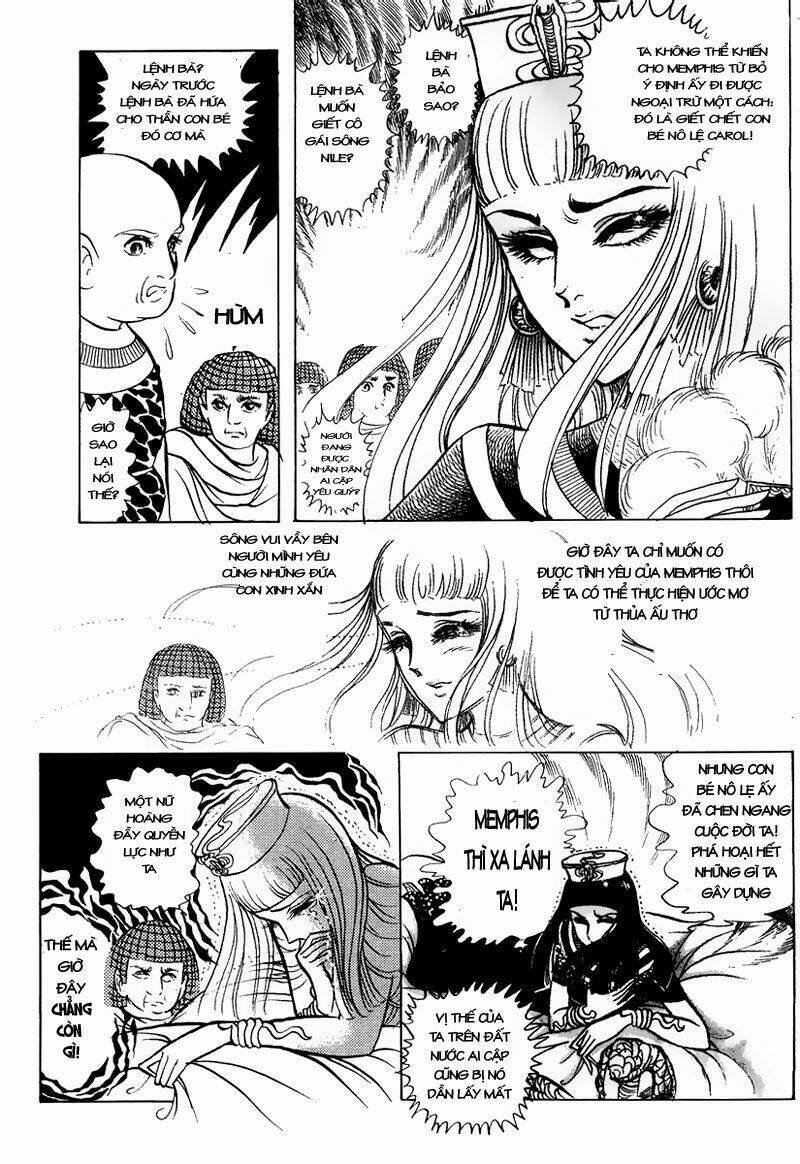 TA KHÔNG THỂ KHIẾN
CHO MEMPHIS TỪ BỎ
Ý ĐỊNH ẤY ĐI ĐƯỢC
NGOẠI TRỪ MỘT CÁCH:
ĐÓ LÀ GIẾT CHẾT CON
BÉ NÔ LỆ CAROL!
LỆNH
BÀ
BẢO
SAO?
LỆNH BÀ
MUỐN
GIẾT CÔ
GÁI SÔNG
NILE?
NGƯỜI
ĐANG
ĐƯỢC
NHÂN DÂN
AI CẬP
YÊU QUÝ?
LỆNH BÀ?
NGÀY TRƯỚC
LỆNH BÀ ĐÃ HỨA
CHO THẦN CON BÉ
ĐÓ CƠ MÀ
HỪM
GIỜ
SAO
LẠI
NÓI
THẾ?
GIỜ ĐÂY TA CHỈ MUỐN CÓ
ĐƯỢC TÌNH YÊU CỦA MEMPHIS THÔI
ĐỂ TA CÓ THỂ THỰC HIỆN ƯỚC MƠ
TỪ THỦA ẤU THƠ
SỐNG VUI VẦY BÊN
NGƯỜI MÌNH YÊU
CÙNG NHỮNG ĐỨA
CON XINH XẮN
NHƯNG CON
BÉ NÔ LẸ ẤY
ĐÃ CHEN NGANG
CUỘC ĐỜI TA!
PHÁ HOẠI HẾT
NHỮNG GÌ TA
GÂY DỰNG
MEMPHIS
THÌ XA LÁNH
TA!
VỊ THẾ CỦA
TA TRÊN ĐẤT
NƯỚC AI CẬP
CŨNG BỊ NÓ
DẦN LẤY MẤT
MỘT NỮ
HOÀNG
ĐẦY QUYỀN
LỰC NHƯ
TA
THẾ MÀ
GIỜ
ĐÂY
CHẲNG
CÒN
GÌ!